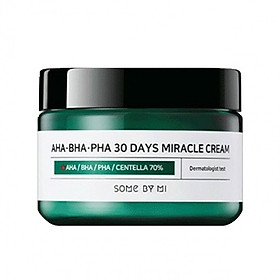 AHA·BHA·PHA 30 DAYS MIRACLE CREAM
AHA / BHA / PHA / CENTELLA 70%
Dermatologist test
SOME BY MI